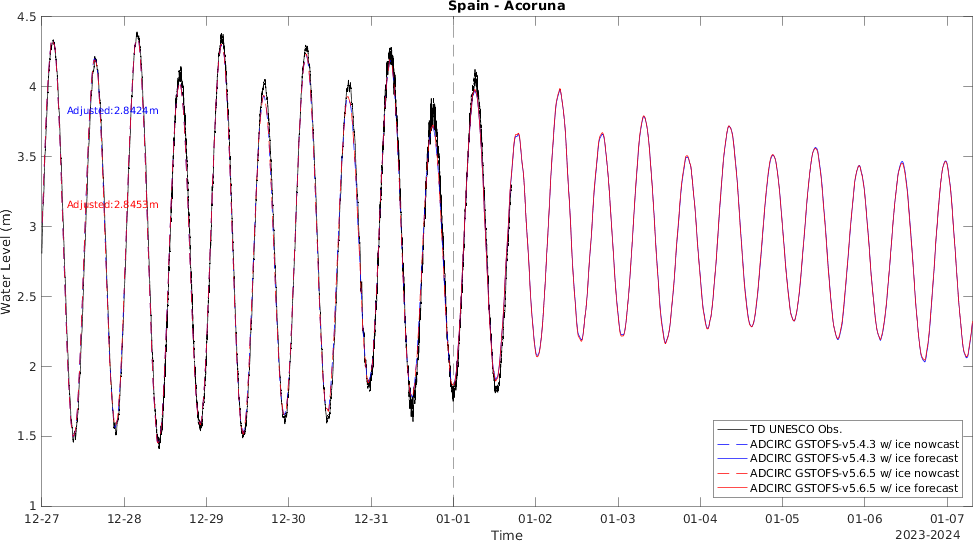 Spain - Acoruna
4.5
4
3.5
3
2.5
2
1.5
1
Water Level (m)
Adjusted:2.8424m
Adjusted:2.8453m
TD UNESCO Obs.
ADCIRC GSTOFS-v5.4.3 w/ ice nowcast
ADCIRC GSTOFS-v5.4.3 w/ ice forecast
ADCIRC GSTOFS-v5.6.5 w/ ice nowcast
ADCIRC GSTOFS-v5.6.5 w/ ice forecast
12-27 12-28 12-29 12-30 12-31 01-01 01-02 01-03 01-04 01-05 01-06 01-07
Time
2023-2024